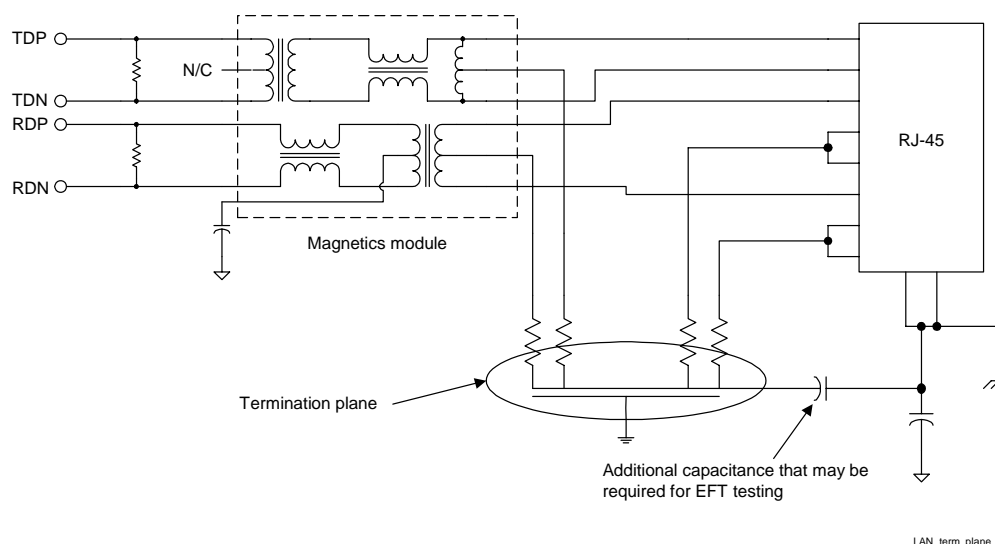 TDP
N/C
TDN
RDP
RDN
RJ-45
Magnetics module
Termination plane
Additional capacitance that may be
required for EFT testing
LAN_term_plane